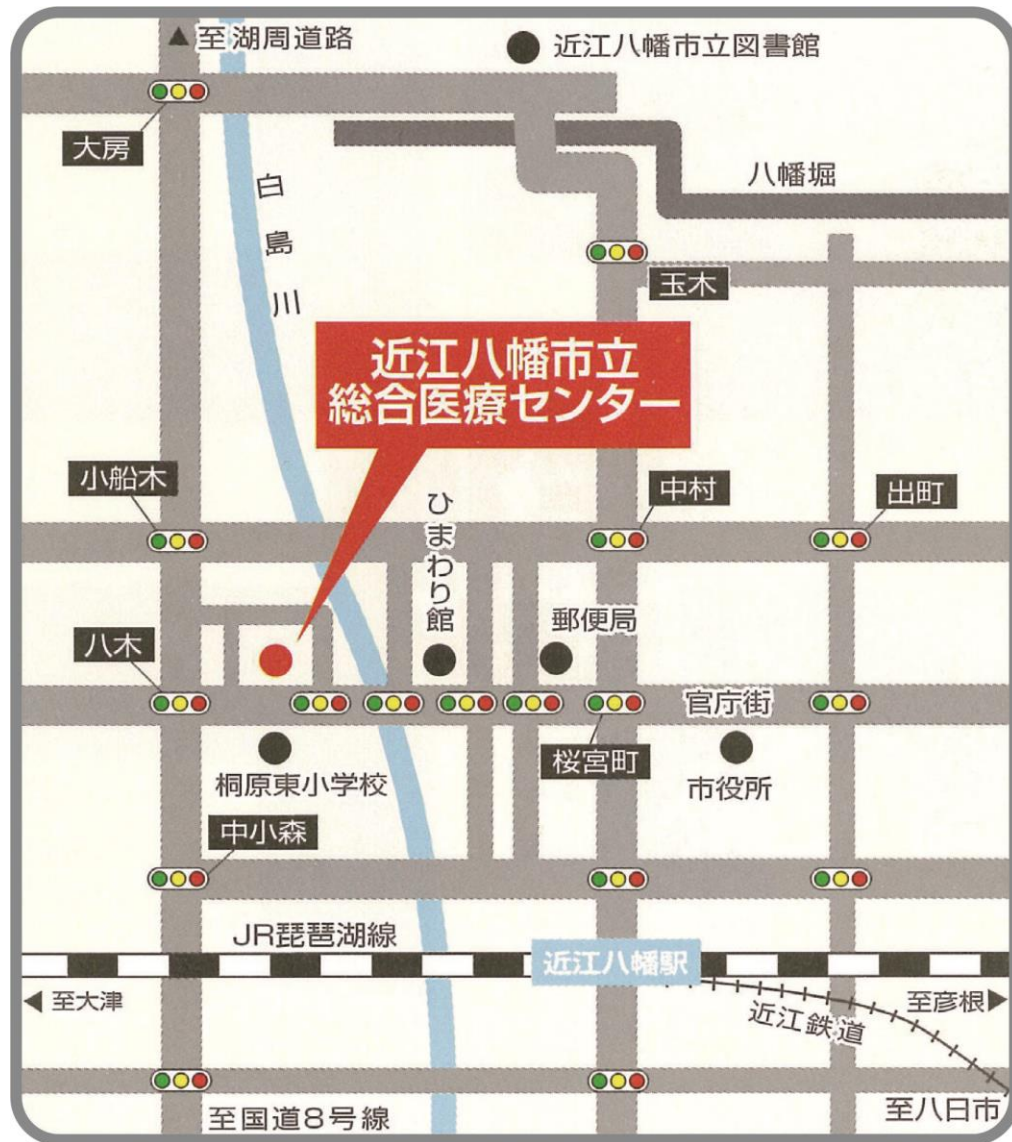 ▲至湖周道路
近江八幡市立図書館
大房
八幡堀
白鳥川
玉木
近江八幡市立
総合医療センター
小船木
中村
出町
ひまわり館
郵便局
八木
官庁街
桜宮町
桐原東小学校
市役所
中小森
JR琵琶湖線
近江八幡駅
◀至大津
至彦根▶
近江鉄道
至国道8号線
至八日市